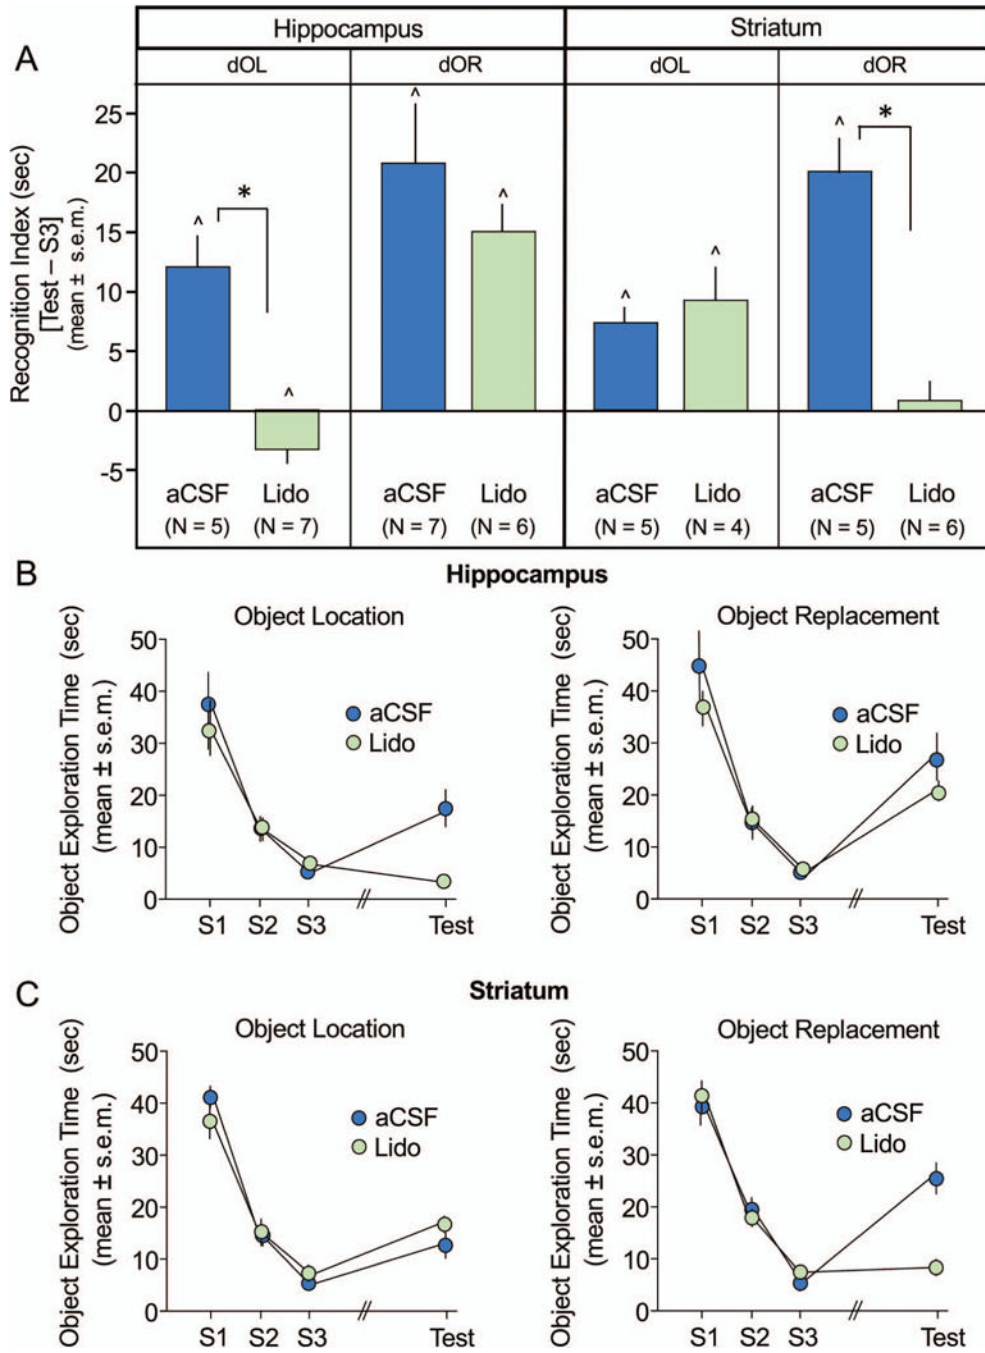 Hippocampus Striatum
A dOL dOR dOL dOR
Recognition Index (sec)
[Test – S3]
(mean ± s.e.m.)
25
20
15
10
5
0
-5
^ * ^ ^ ^ ^ ^ ^ *
aCSF Lido aCSF Lido aCSF Lido aCSF Lido
(N = 5) (N = 7) (N = 7) (N = 6) (N = 5) (N = 4) (N = 5) (N = 6)
B Hippocampus
Object Location
Object Exploration Time (sec)
(mean ± s.e.m.)
50
40
30
20
10
0
aCSF
Lido
S1 S2 S3 // Test
Object Replacement
Object Exploration Time (sec)
(mean ± s.e.m.)
50
40
30
20
10
0
aCSF
Lido
S1 S2 S3 // Test
C Striatum
Object Location
Object Exploration Time (sec)
(mean ± s.e.m.)
50
40
30
20
10
0
aCSF
Lido
S1 S2 S3 // Test
Object Replacement
Object Exploration Time (sec)
(mean ± s.e.m.)
50
40
30
20
10
0
aCSF
Lido
S1 S2 S3 // Test